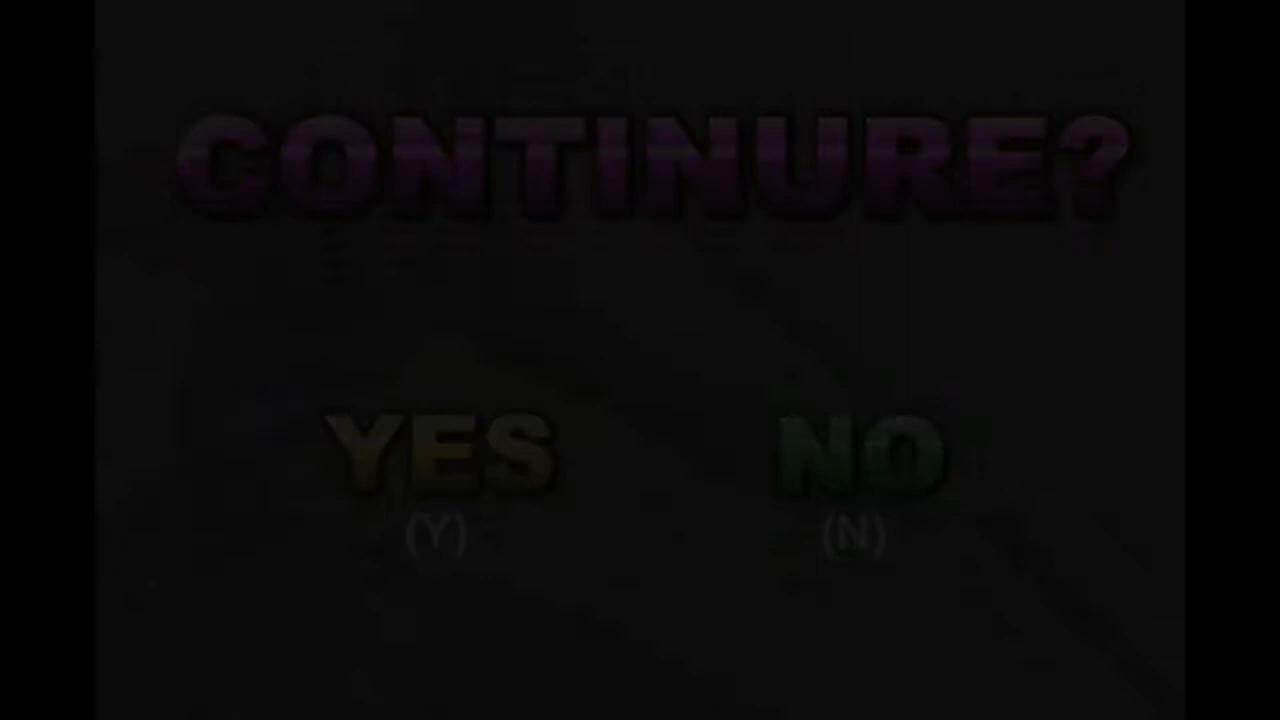 CONTINURE?
YES NO
(Y) (N)